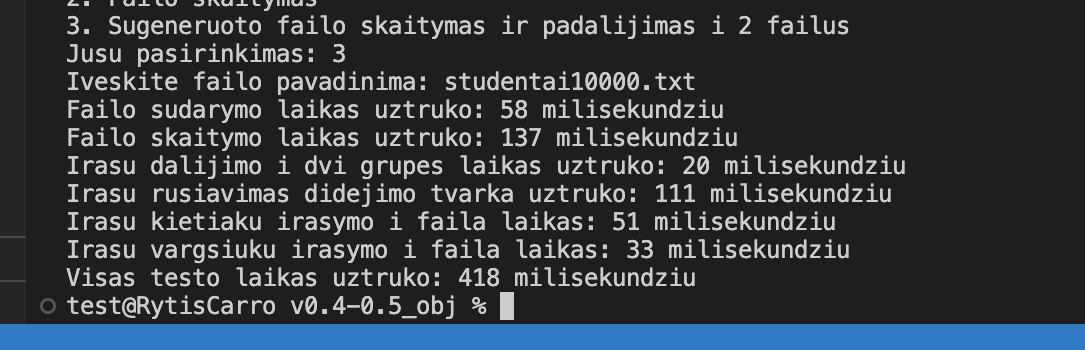 2. Failo skaitymas
3. Sugeneruoto failo skaitymas ir padalijimas i 2 failus
Jusu pasirinkimas: 3
Iveskite failo pavadinima: studentai10000.txt
Failo sudarymo laikas uztruko: 58 milisekundziu
Failo skaitymo laikas uztruko: 137 milisekundziu
Irasu dalijimo i dvi grupes laikas uztruko: 20 milisekundziu
Irasu rusiavimas didejimo tvarka uztruko: 111 milisekundziu
Irasu kietiaku irasymo i faila laikas: 51 milisekundziu
Irasu vargsiuku irasymo i faila laikas: 33 milisekundziu
Visas testo laikas uztruko: 418 milisekundziu
test@RytisCarro v0.4-0.5_obj %